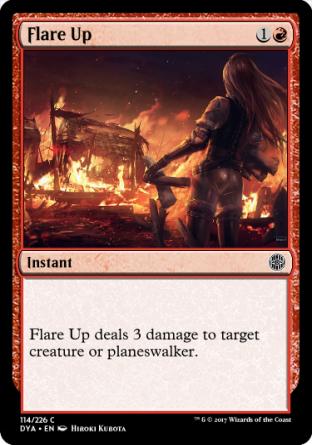 Flare Up 1
Instant
Flare Up deals 3 damage to target
creature or planeswalker.
114/226 C
DYA • EN Hiroki Kubota
™ & © 2017 Wizards of the Coast